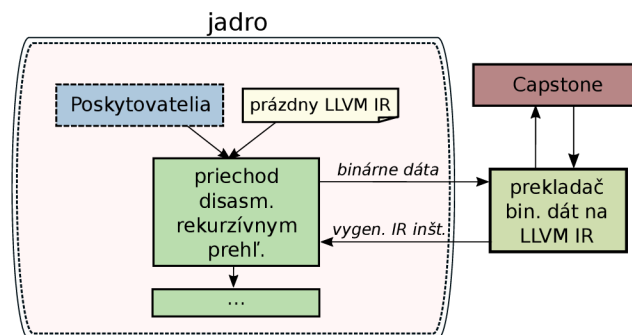 jadro
Poskytovatelia
prázdny LLVM IR
Capstone
priechod
disasm.
rekurzívnym
prehľ.
binárne dáta
vygen. IR inšt.
prekladač
bin. dát na
LLVM IR
...